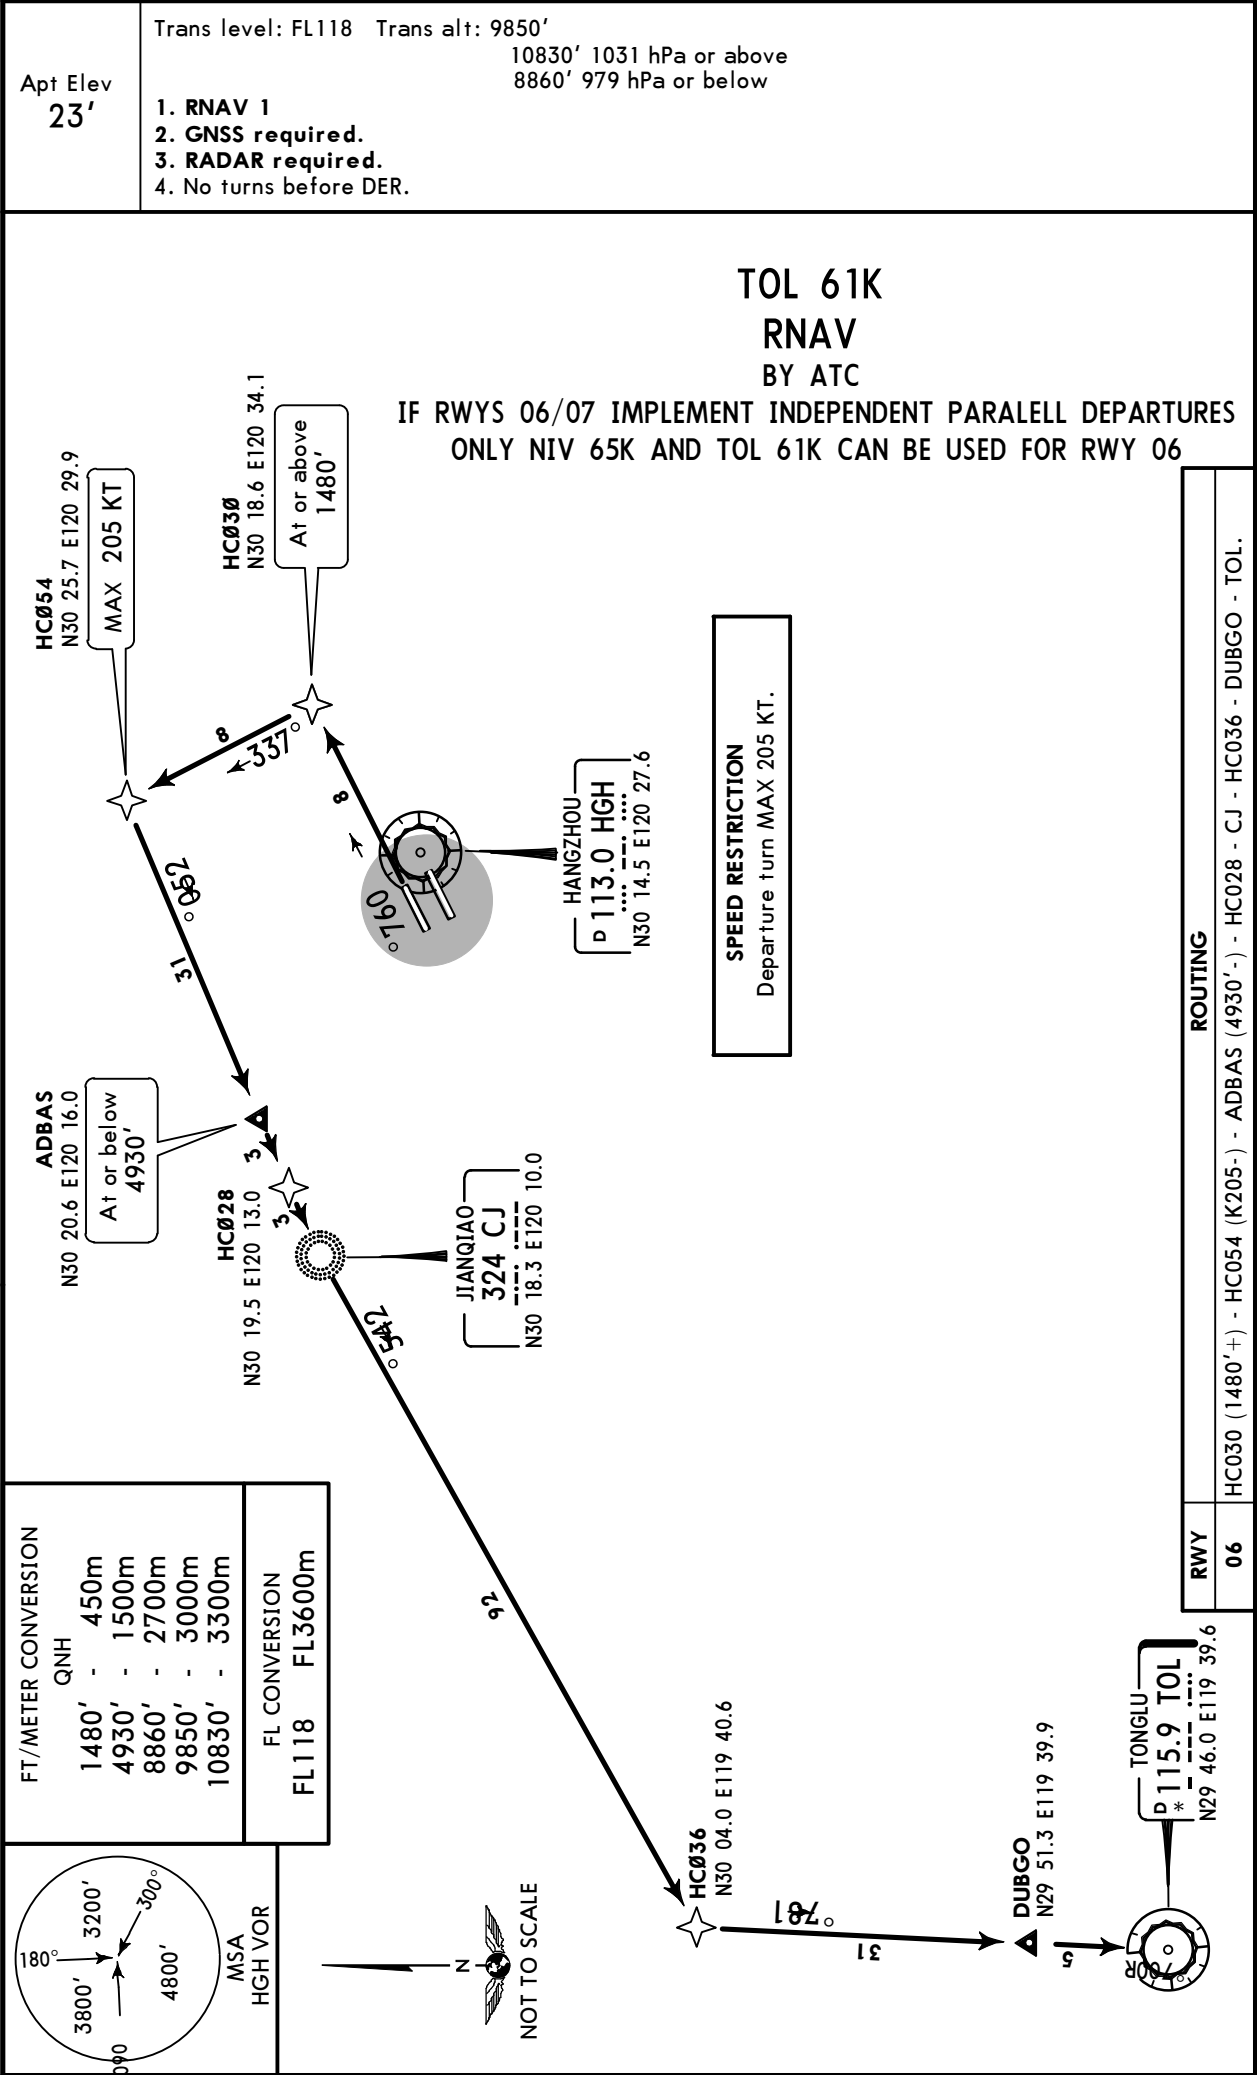 Trans level: FL118 Trans alt: 9850'
10830' 1031 hPa or above
8860' 979 hPa or below
Apt Elev
23'
1. RNAV 1
2. GNSS required.
3. RADAR required.
4. No turns before DER.
TOL 61K
RNAV
BY ATC
IF RWYS 06/07 IMPLEMENT INDEPENDENT PARALELL DEPARTURES
ONLY NIV 65K AND TOL 61K CAN BE USED FOR RWY 06
HCØ54
N30 25.7 E120 29.9
MAX 205 KT
HCØ3Ø
N30 18.6 E120 34.1
At or above
1480'
8
337°
8
31
HANGZHOU
D 113.0 HGH
N30 14.5 E120 27.6
SPEED RESTRICTION
Departure turn MAX 205 KT.
ADBAS
N30 20.6 E120 16.0
At or below
4930'
3
HCØ28
N30 19.5 E120 13.0
3
JIANQIAO
324 CJ
N30 18.3 E120 10.0
HCØ36
N30 04.0 E119 40.6
DUBGO
N29 51.3 E119 39.9
5
TONGLU
D 115.9 TOL
*
N29 46.0 E119 39.6
RWY
ROUTING
06
HC030 (1480'+) - HC054 (K205-) - ADBAS (4930'-) - HC028 - CJ - HC036 - DUBGO - TOL.
FT/METER CONVERSION
QNH
1480' - 450m
4930' - 1500m
8860' - 2700m
9850' - 3000m
10830' - 3300m
FL CONVERSION
FL118 FL3600m
180°
3200'
300°
3800'
4800'
090
MSA
HGH VOR
N
NOT TO SCALE